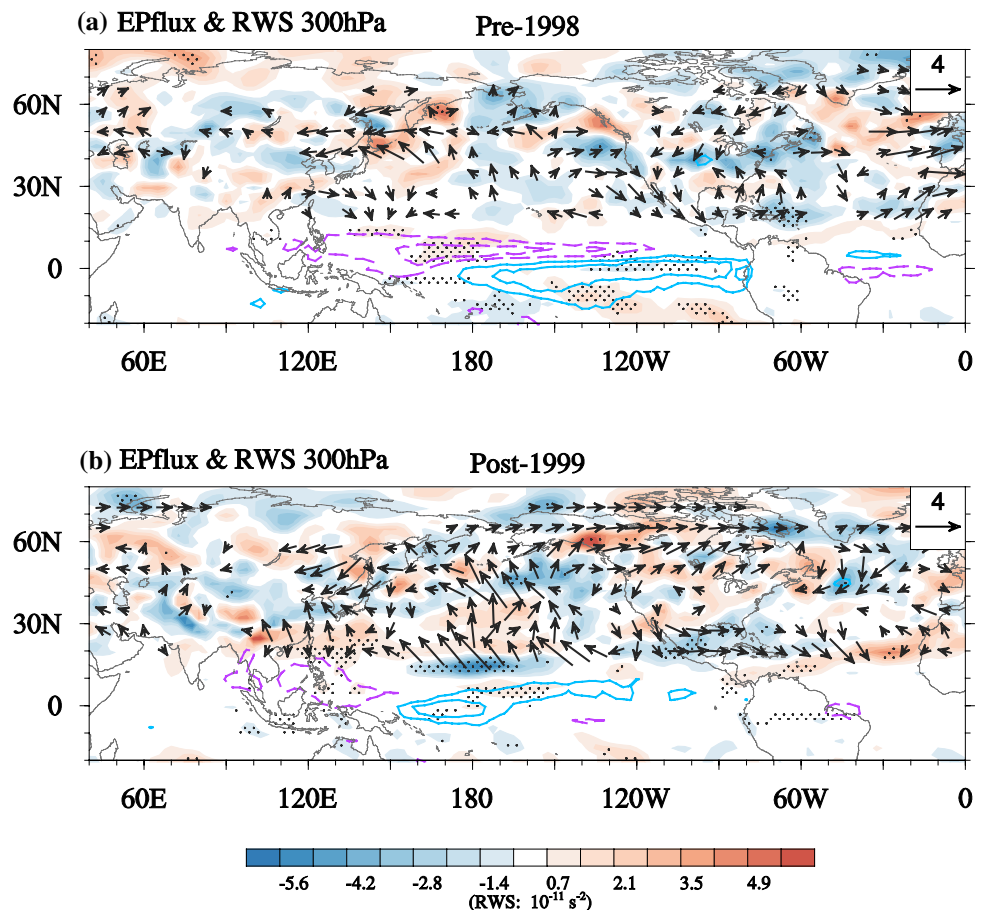 (a) EPflux & RWS 300hPa Pre-1998
4
60N
30N
0
60E 120E 180 120W 60W 0
(b) EPflux & RWS 300hPa Post-1999
4
60N
30N
0
60E 120E 180 120W 60W 0
-5.6 -4.2 -2.8 -1.4 0.7 2.1 3.5 4.9
(RWS: 10⁻¹¹ s⁻²)